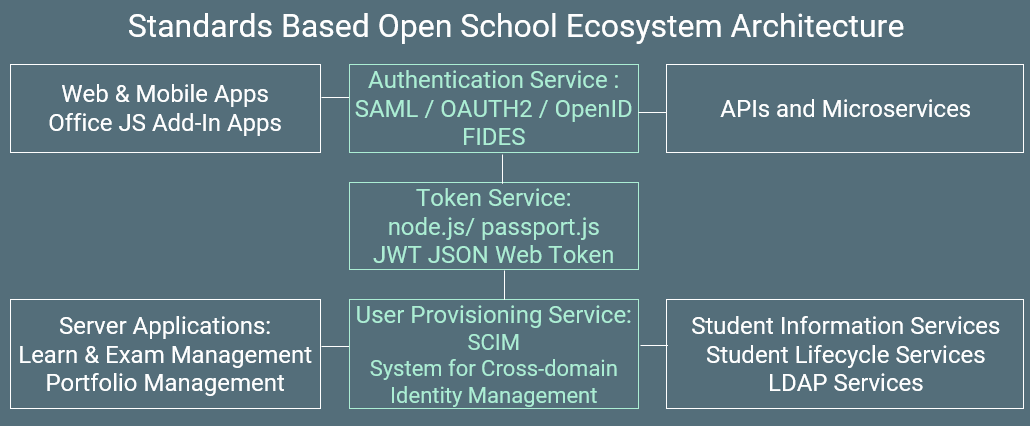 Standards Based Open School Ecosystem Architecture
Web & Mobile Apps
Office JS Add-In Apps
Authentication Service :
SAML / OAUTH2 / OpenID
FIDES
APIs and Microservices
Token Service:
node.js/ passport.js
JWT JSON Web Token
Server Applications:
Learn & Exam Management
Portfolio Management
User Provisioning Service:
SCIM
System for Cross-domain
Identity Management
Student Information Services
Student Lifecycle Services
LDAP Services